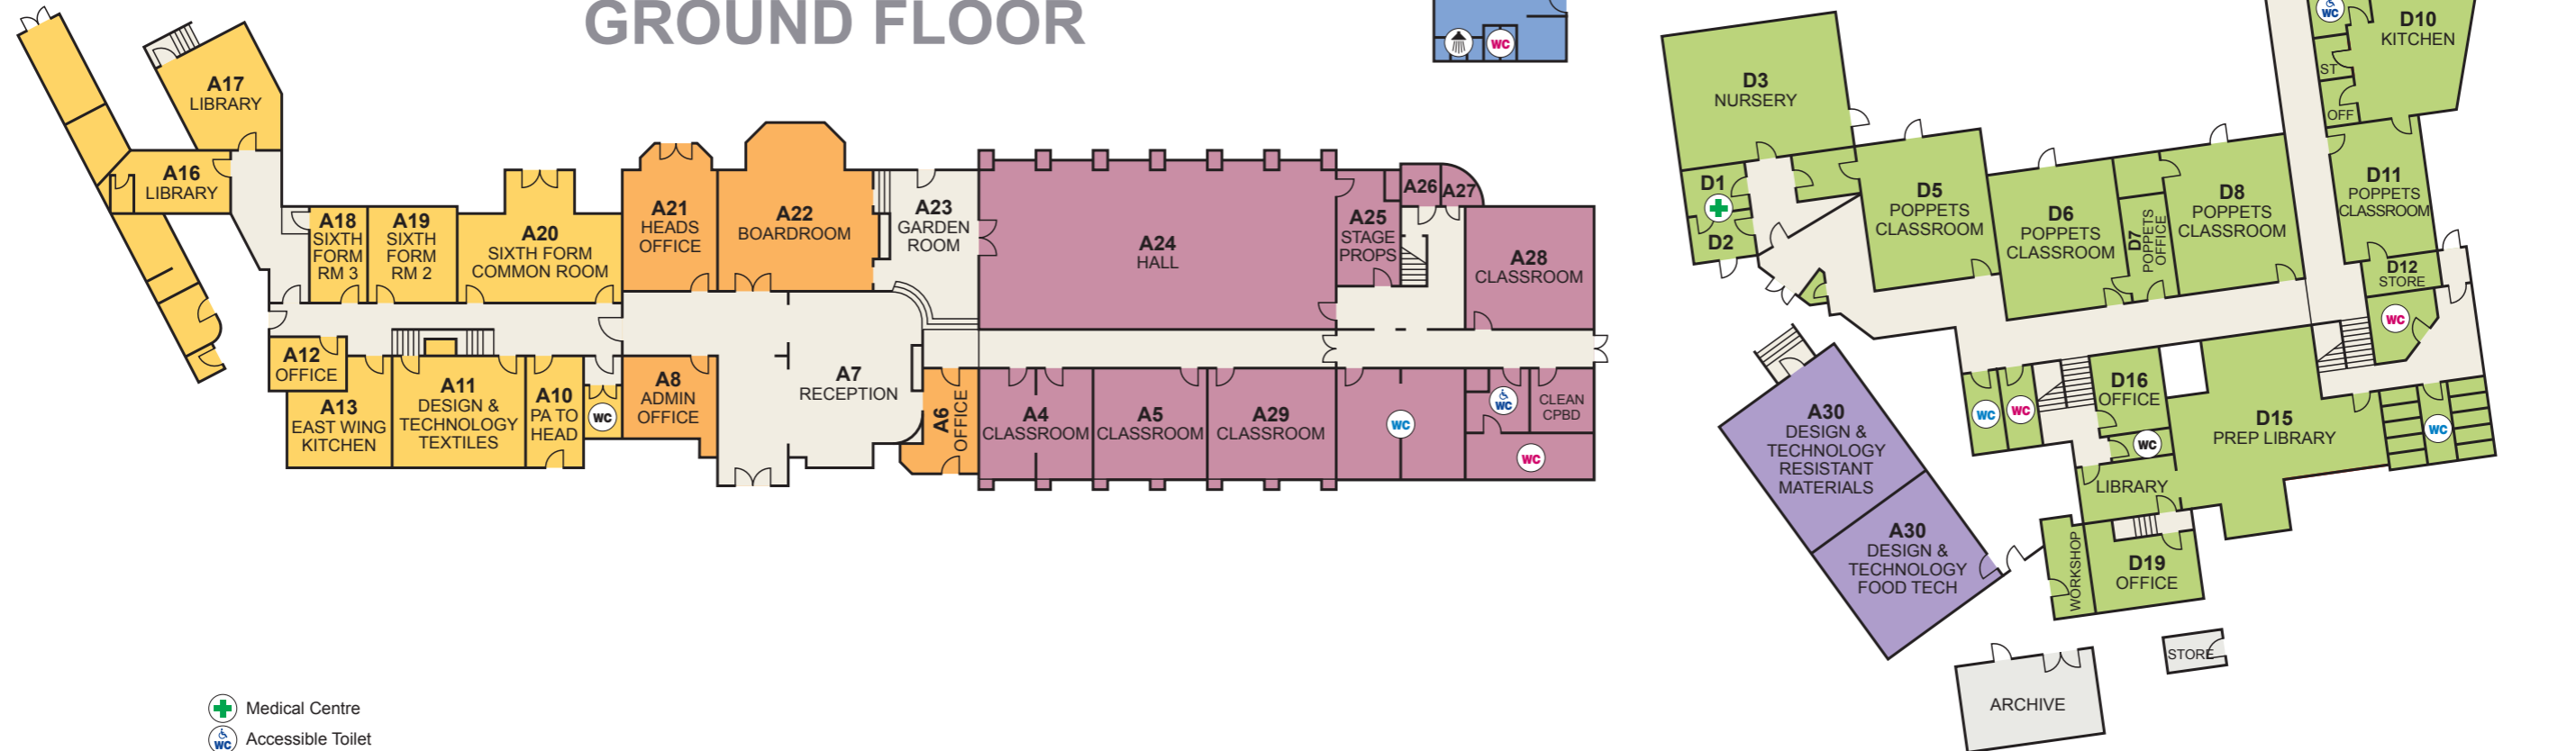 GROUND FLOOR
A17
LIBRARY
A16
LIBRARY
A18
SIXTH
FORM
RM 3
A19
SIXTH
FORM
RM 2
A20
SIXTH FORM
COMMON ROOM
A21
HEADS
OFFICE
A22
BOARDROOM
A23
GARDEN
ROOM
A24
HALL
A25
STAGE
PROPS
A26
A27
A28
CLASSROOM
A12
OFFICE
A13
EAST WING
KITCHEN
A11
DESIGN &
TECHNOLOGY
TEXTILES
A10
PA TO
HEAD
WC
A8
ADMIN
OFFICE
A7
RECEPTION
A6
OFFICE
A4
CLASSROOM
A5
CLASSROOM
A29
CLASSROOM
WC
WC
CLEAN
CPBD
WC
WC
D3
NURSERY
D1
D2
D5
POPPETS
CLASSROOM
D6
POPPETS
CLASSROOM
D7
POPPETS
OFFICE
D8
POPPETS
CLASSROOM
WC
D10
KITCHEN
ST
OFF
D11
POPPETS
CLASSROOM
D12
STORE
WC
WC
WC
D16
OFFICE
WC
D15
PREP LIBRARY
WC
LIBRARY
A30
DESIGN &
TECHNOLOGY
RESISTANT
MATERIALS
A30
DESIGN &
TECHNOLOGY
FOOD TECH
WORKSHOP
D19
OFFICE
STORE
ARCHIVE
Medical Centre
WC
Accessible Toilet